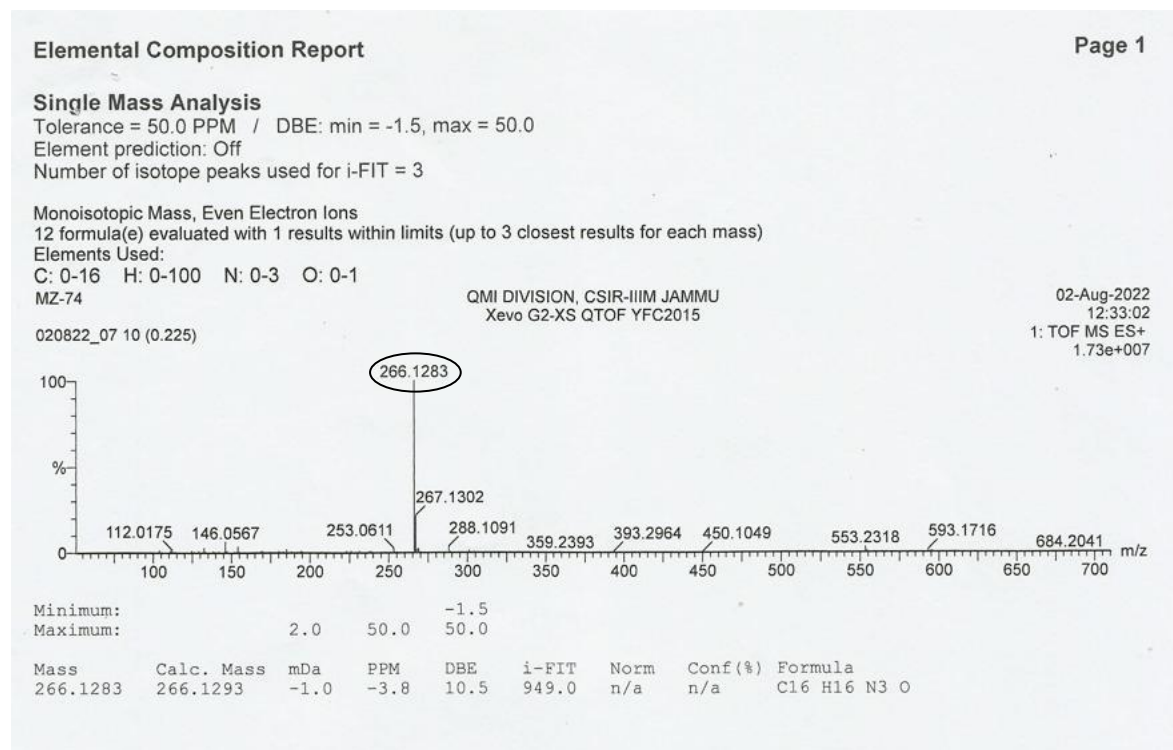 Elemental Composition Report Page 1
Single Mass Analysis
Tolerance = 50.0 PPM / DBE: min = -1.5, max = 50.0
Element prediction: Off
Number of isotope peaks used for i-FIT = 3
Monoisotopic Mass, Even Electron Ions
12 formula(e) evaluated with 1 results within limits (up to 3 closest results for each mass)
Elements Used:
C: 0-16 H: 0-100 N: 0-3 O: 0-1
MZ-74 QMI DIVISION, CSIR-IIIM JAMMU 02-Aug-2022
Xevo G2-XS QTOF YFC2015 12:33:02
020822_07 10 (0.225) 1: TOF MS ES+
1.73e+007
266.1283
100
%
267.1302
112.0175 146.0567 253.0611 288.1091 359.2393 393.2964 450.1049 553.2318 593.1716 684.2041
0 m/z
100 150 200 250 300 350 400 450 500 550 600 650 700
Minimum: -1.5
Maximum: 2.0 50.0 50.0
Mass Calc. Mass mDa PPM DBE i-FIT Norm Conf(%) Formula
266.1283 266.1293 -1.0 -3.8 10.5 949.0 n/a n/a C16 H16 N3 O